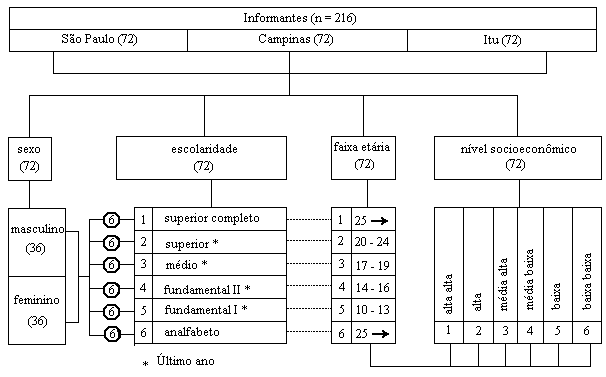 Informantes (n = 216)
São Paulo (72) Campinas (72) Itu (72)
sexo
(72)
escolaridade
(72)
faixa etária
(72)
nível socioeconômico
(72)
masculino
(36)
feminino
(36)
6 1 superior completo 1 25
6 2 superior * 2 20 - 24
6 3 médio * 3 17 - 19
6 4 fundamental II * 4 14 - 16
6 5 fundamental I * 5 10 - 13
6 6 analfabeto 6 25
alta alta
alta
média alta
média baixa
baixa
baixa baixa
1 2 3 4 5 6
* Último ano